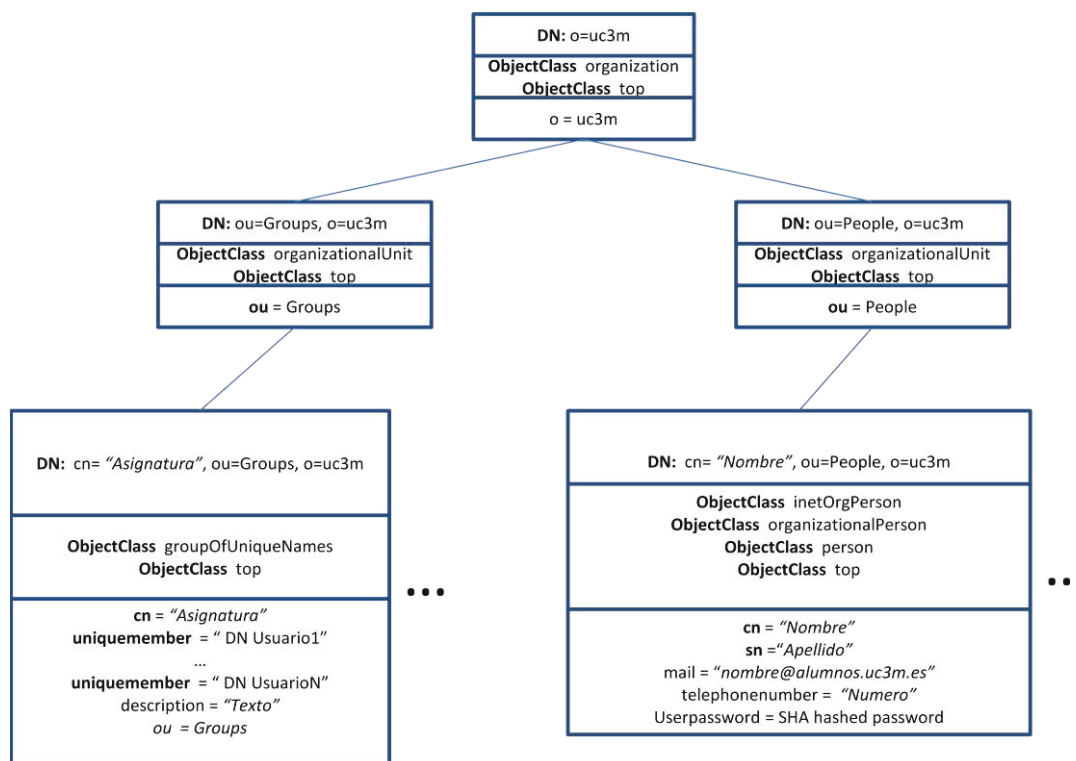 DN: o=uc3m
ObjectClass organization
ObjectClass top
o = uc3m
DN: ou=Groups, o=uc3m
ObjectClass organizationalUnit
ObjectClass top
ou = Groups
DN: ou=People, o=uc3m
ObjectClass organizationalUnit
ObjectClass top
ou = People
DN: cn= “Asignatura”, ou=Groups, o=uc3m
ObjectClass groupOfUniqueNames
ObjectClass top
cn = “Asignatura”
uniquemember = “ DN Usuario1”
...
uniquemember = “ DN UsuarioN”
description = “Texto”
ou = Groups
...
DN: cn= “Nombre”, ou=People, o=uc3m
ObjectClass inetOrgPerson
ObjectClass organizationalPerson
ObjectClass person
ObjectClass top
cn = “Nombre”
sn =“Apellido”
mail = “nombre@alumnos.uc3m.es”
telephonenumber = “Numero”
Userpassword = SHA hashed password
..